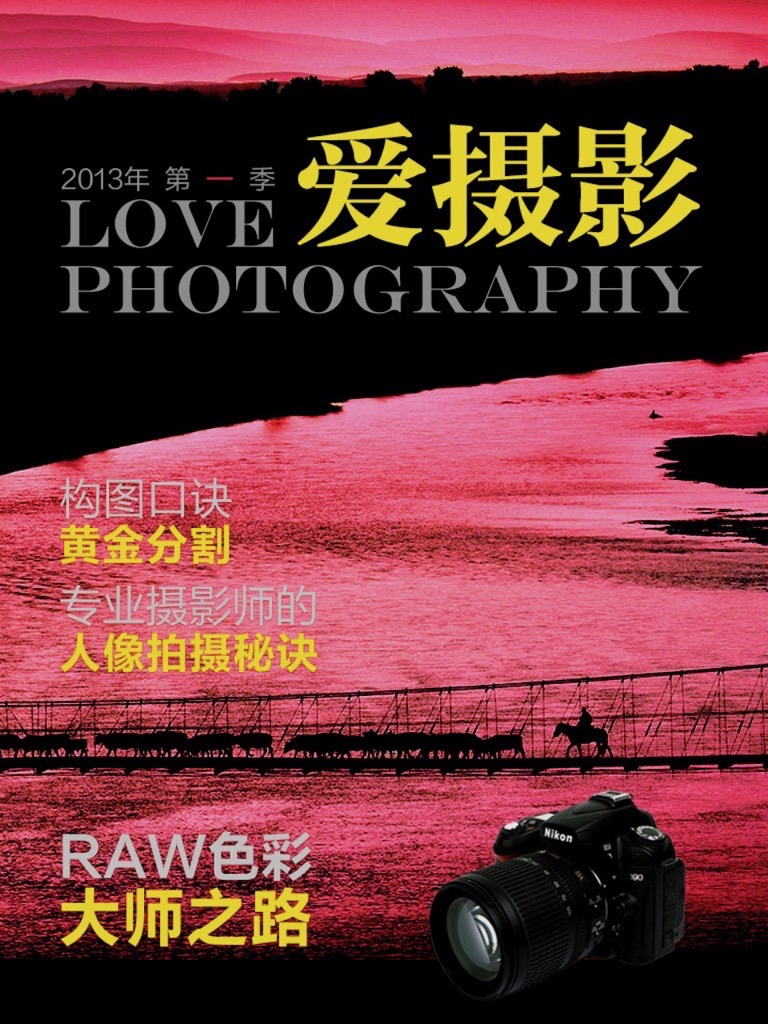 2013年 第 一 季
爱摄影
LOVE
PHOTOGRAPHY
构图口诀
黄金分割
专业摄影师的
人像拍摄秘诀
RAW色彩
大师之路
Nikon
D90